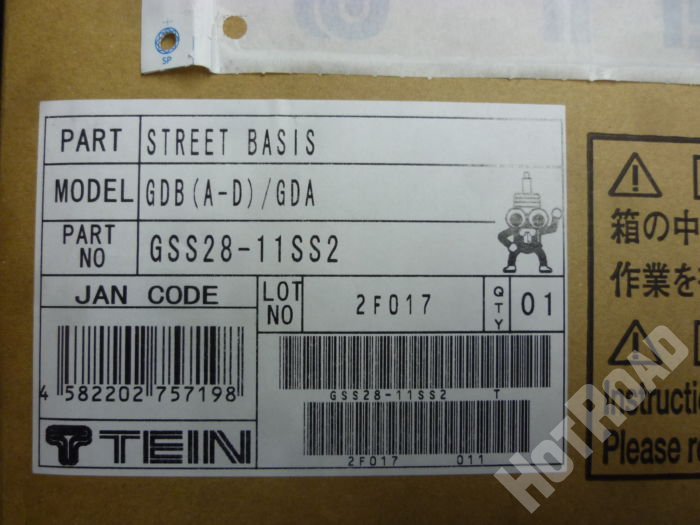 SP
PART STREET BASIS
MODEL GDB(A-D)/GDA
PART NO GSS28-11SS2
JAN CODE
LOT NO 2F017 QTY 01
4 582202 757198
GSS28-11SS2 T
TEIN
2F017 011
箱の中
作業を
Instructio
Please re
HOTROAD